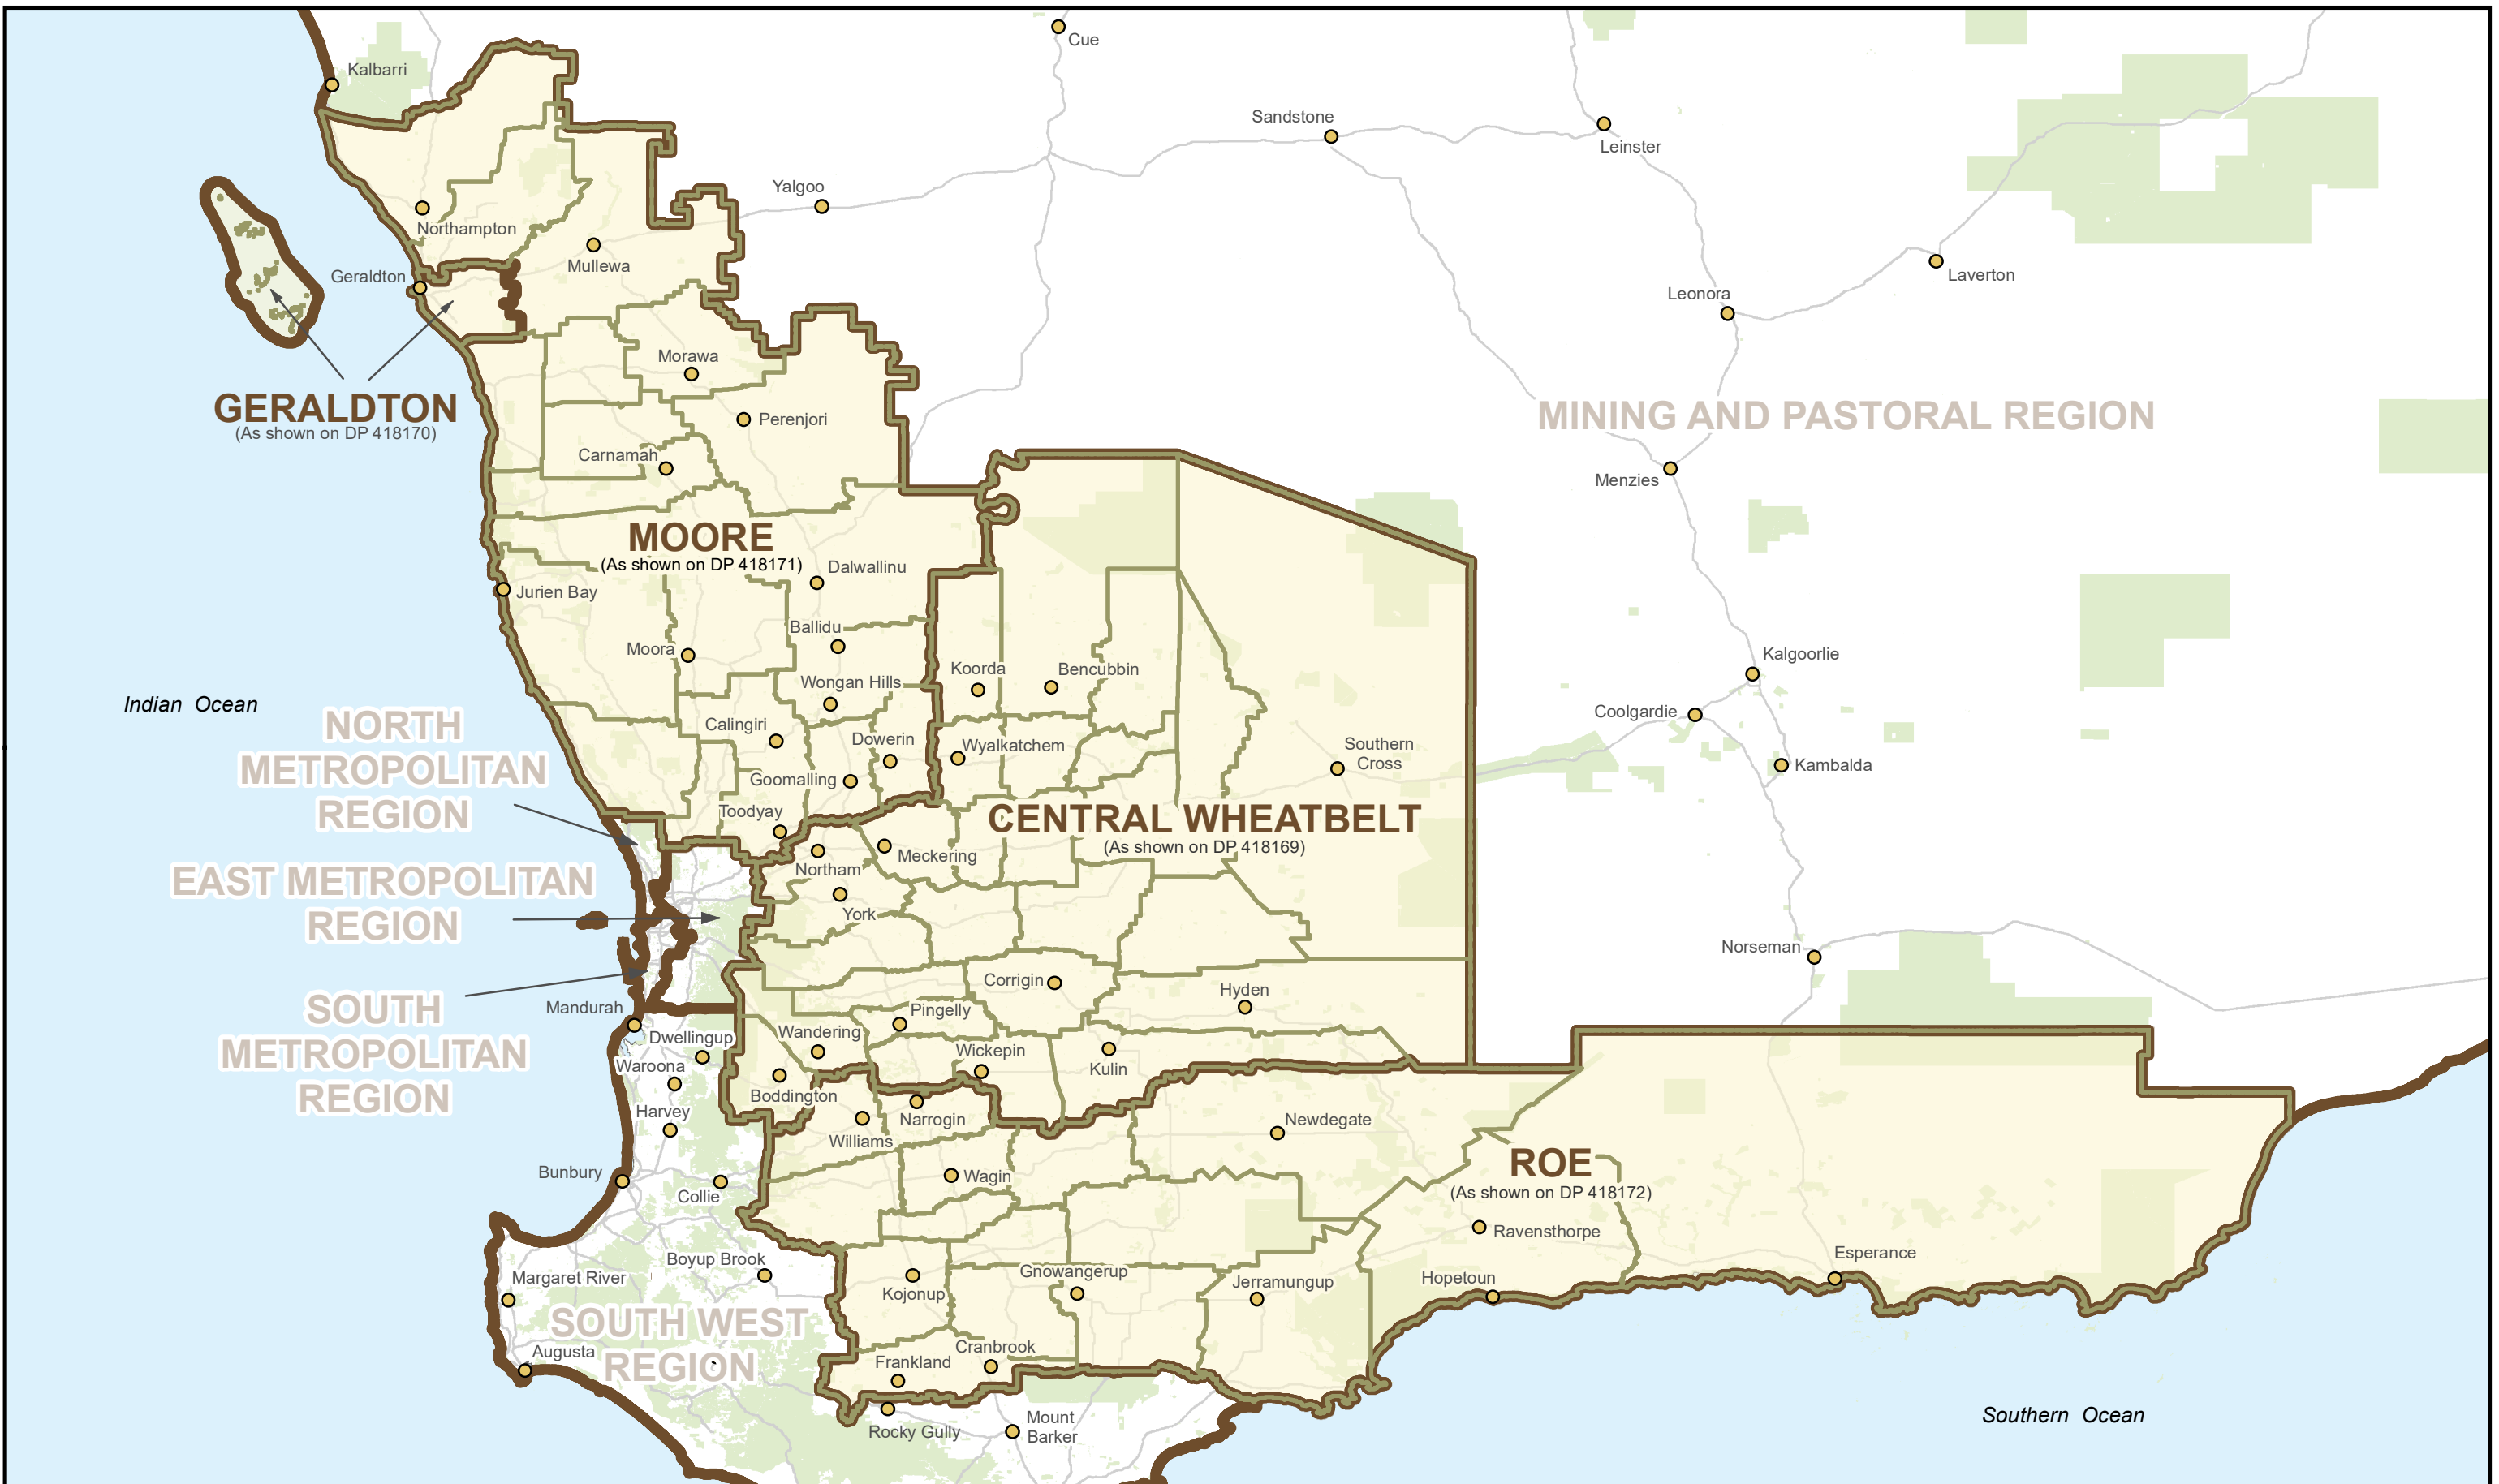 Cue
Kalbarri
Sandstone
Leinster
Yalgoo
Northampton
Mullewa
Geraldton
Laverton
Leonora
Morawa
GERALDTON
(As shown on DP 418170)
Perenjori
MINING AND PASTORAL REGION
Carnamah
Menzies
MOORE
(As shown on DP 418171)
Dalwallinu
Jurien Bay
Ballidu
Moora
Koorda
Bencubbin
Kalgoorlie
Wongan Hills
Indian Ocean
Coolgardie
NORTH
METROPOLITAN
REGION
Calingiri
Dowerin
Wyalkatchem
Southern
Cross
Kambalda
Goomalling
Toodyay
CENTRAL WHEATBELT
(As shown on DP 418169)
Meckering
Northam
EAST METROPOLITAN
REGION
York
Norseman
Corrigin
Hyden
SOUTH
METROPOLITAN
REGION
Mandurah
Pingelly
Dwellingup
Wandering
Wickepin
Waroona
Kulin
Boddington
Harvey
Narrogin
Newdegate
Williams
ROE
(As shown on DP 418172)
Bunbury
Wagin
Collie
Ravensthorpe
Esperance
Boyup Brook
Margaret River
Kojonup
Gnowangerup
Jerramungup
Hopetoun
SOUTH WEST
REGION
Augusta
Cranbrook
Frankland
Rocky Gully
Mount
Barker
Southern Ocean